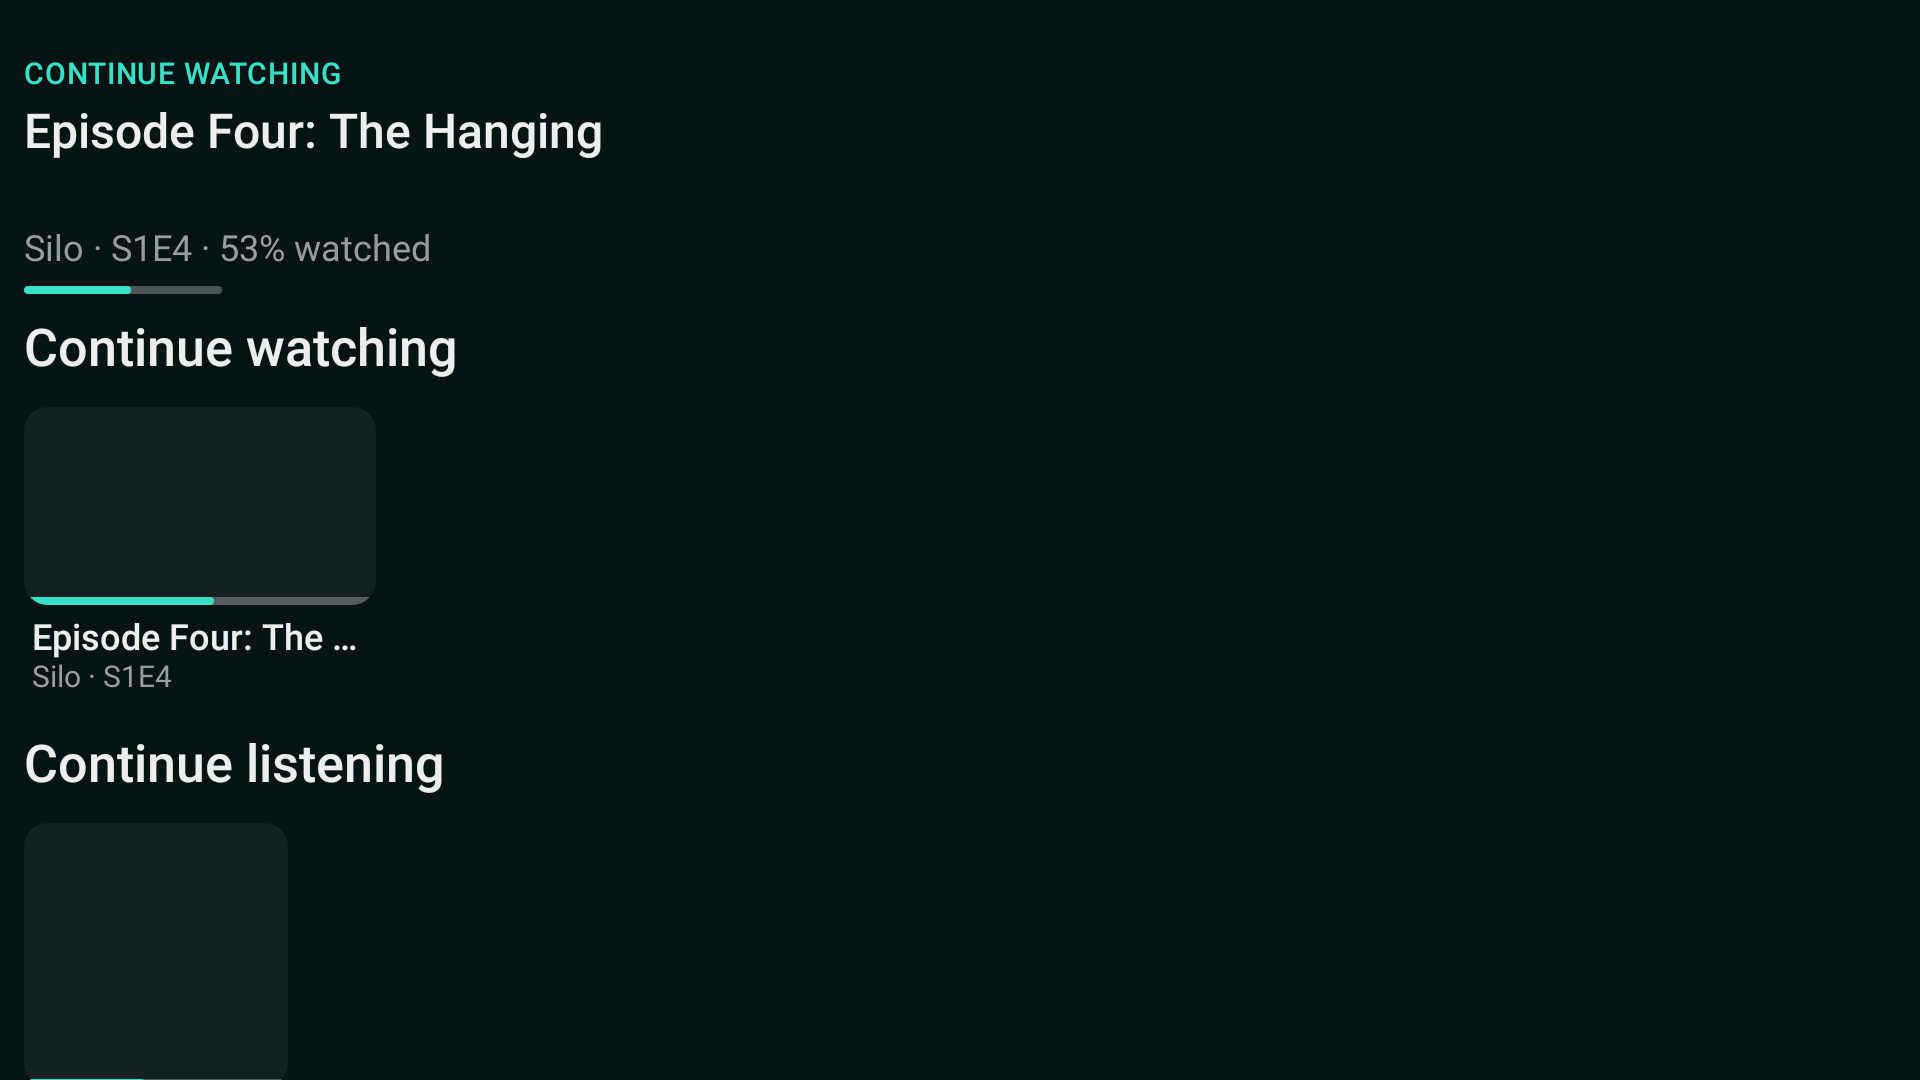 CONTINUE WATCHING
Episode Four: The Hanging
Silo · S1E4 · 53% watched
Continue watching
Episode Four: The ...
Silo · S1E4
Continue listening